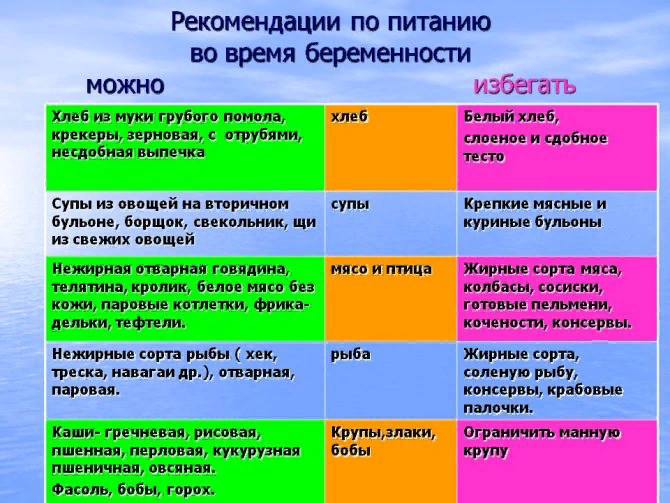 Рекомендации по питанию
во время беременности
можно
избегать
Хлеб из муки грубого помола,
крекеры, зерновая, с отрубями,
несдобная выпечка
хлеб
Белый хлеб,
слоеное и сдобное
тесто
Супы из овощей на вторичном
бульоне, борщок, свекольник, щи
из свежих овощей
супы
Крепкие мясные и
куриные бульоны
Нежирная отварная говядина,
телятина, кролик, белое мясо без
кожи, паровые котлетки, фрика-
дельки, тефтели.
мясо и птица
Жирные сорта мяса,
колбасы, сосиски,
готовые пельмени,
кочености, консервы.
Нежирные сорта рыбы ( хек,
треска, навагаи др.), отварная,
паровая.
рыба
Жирные сорта,
соленую рыбу,
консервы, крабовые
палочки.
Каши- гречневая, рисовая,
пшенная, перловая, кукурузная
пшеничная, овсяная.
Фасоль, бобы, горох.
Крупы,злаки,
бобы
Ограничить манную
крупу